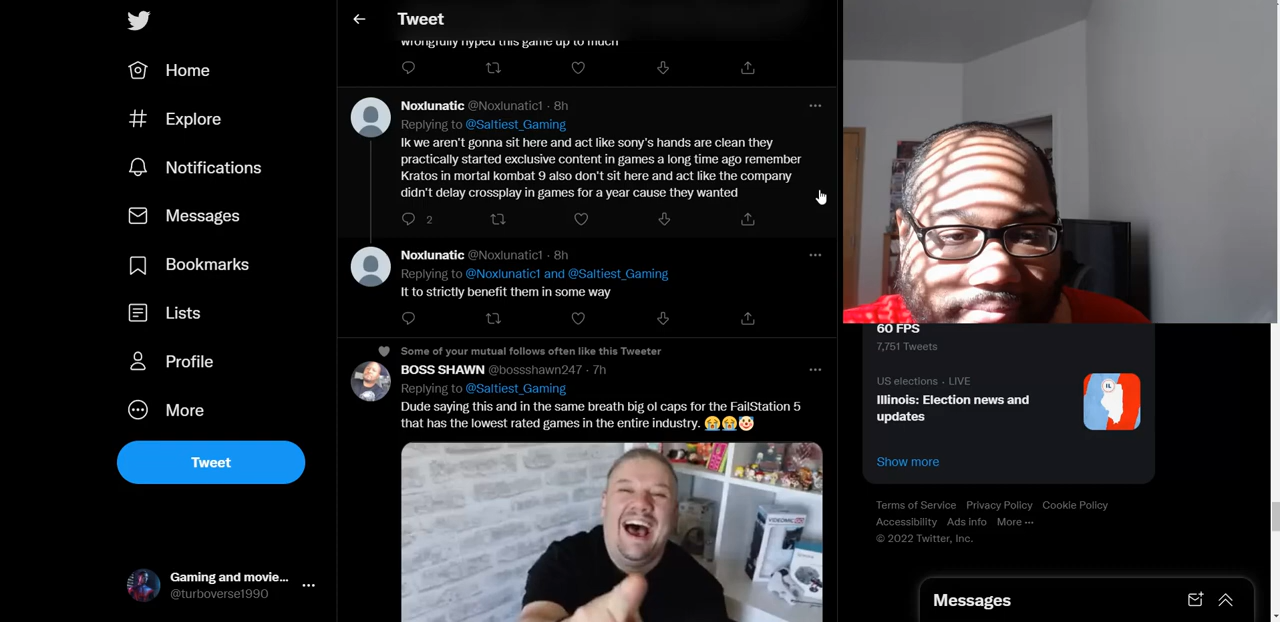 Tweet
wrongfully hyped this game up to much
Home
Explore
Notifications
Messages
Bookmarks
Lists
Profile
More
Tweet
Gaming and movie...
@turboverse1990
Noxlunatic @Noxlunatic1 · 8h
Replying to @Saltiest_Gaming
Ik we aren't gonna sit here and act like sony's hands are clean they
practically started exclusive content in games a long time ago remember
Kratos in mortal kombat 9 also don't sit here and act like the company
didn't delay crossplay in games for a year cause they wanted
2
Noxlunatic @Noxlunatic1 · 8h
Replying to @Noxlunatic1 and @Saltiest_Gaming
It to strictly benefit them in some way
Some of your mutual follows often like this Tweeter
BOSS SHAWN @bossshawn247 · 7h
Replying to @Saltiest_Gaming
Dude saying this and in the same breath big ol caps for the FailStation 5
that has the lowest rated games in the entire industry. 😭😭🤡
VIDEOMIC
60 FPS
7,751 Tweets
US elections · LIVE
Illinois: Election news and
updates
IL
Show more
Terms of Service Privacy Policy Cookie Policy
Accessibility Ads info More ···
© 2022 Twitter, Inc.
Messages